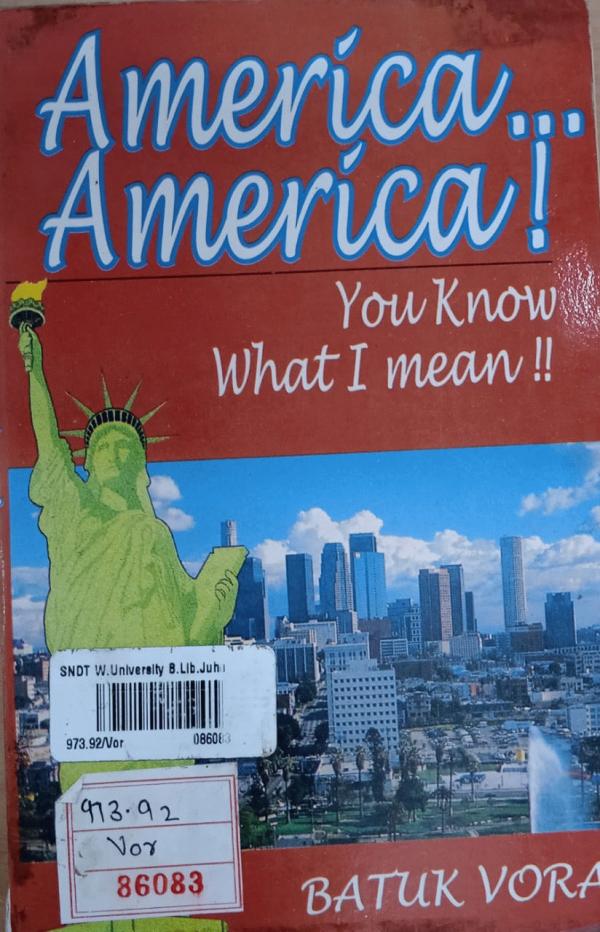 America...
America!
You Know
What I mean !!
SNDT W.University B.Lib.Juh
973.92/Vor 086083
973.92
Vor
86083
BATUK VORA